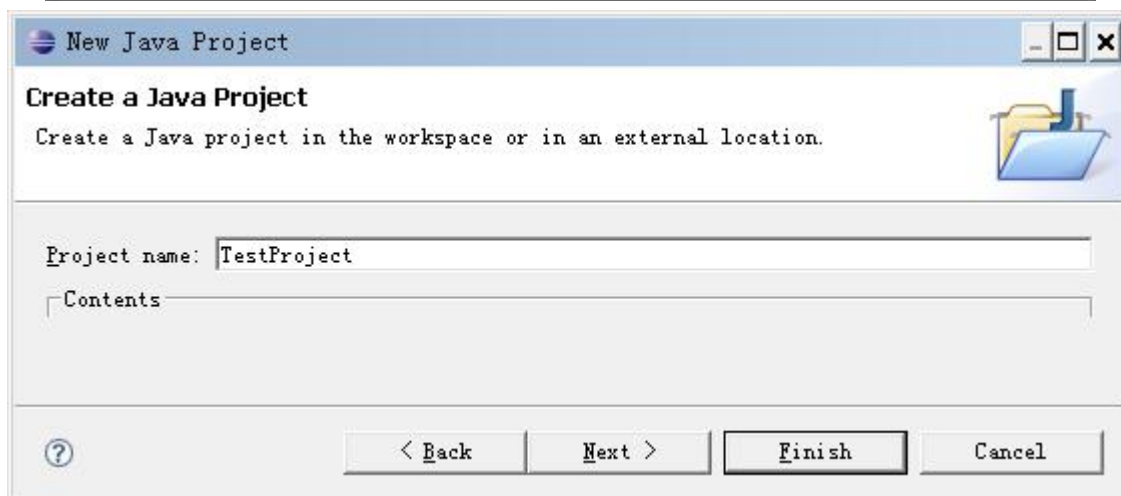 New Java Project
Create a Java Project
Create a Java project in the workspace or in an external location.
Project name: TestProject
Contents
< Back Next > Finish Cancel